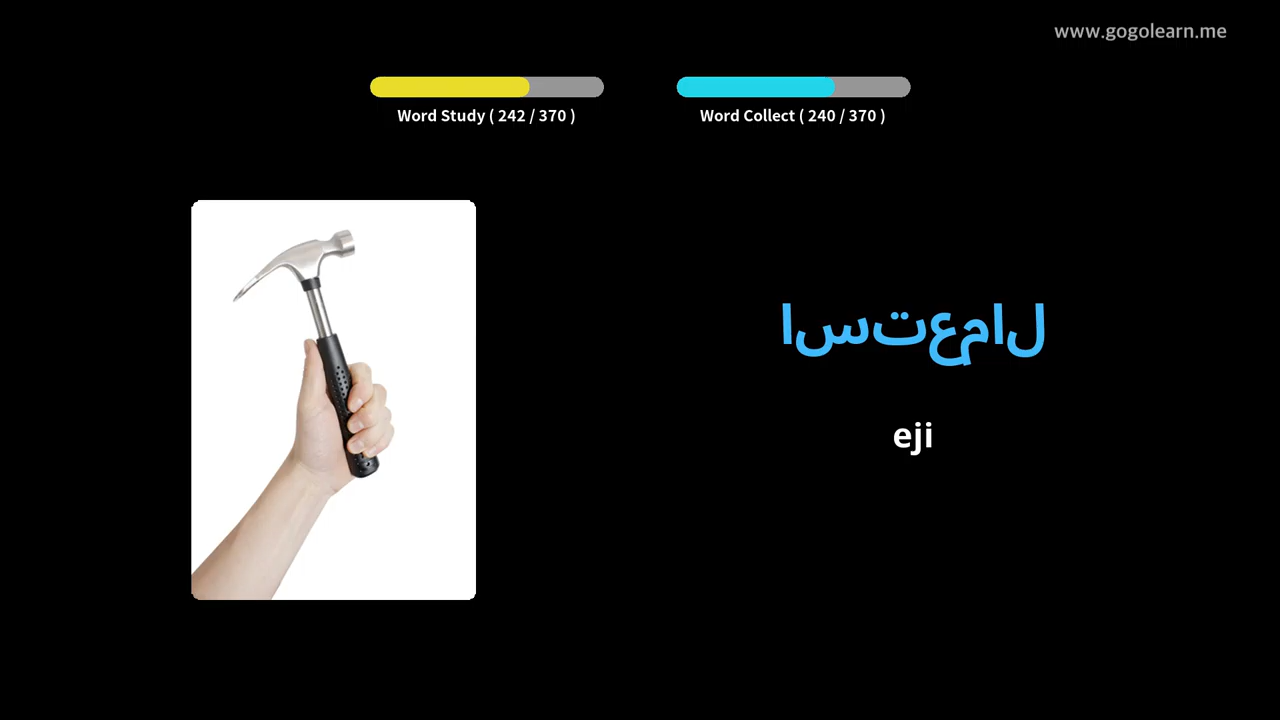 www.gogolearn.me
Word Study ( 242 / 370 )
Word Collect ( 240 / 370 )
استعمال
eji